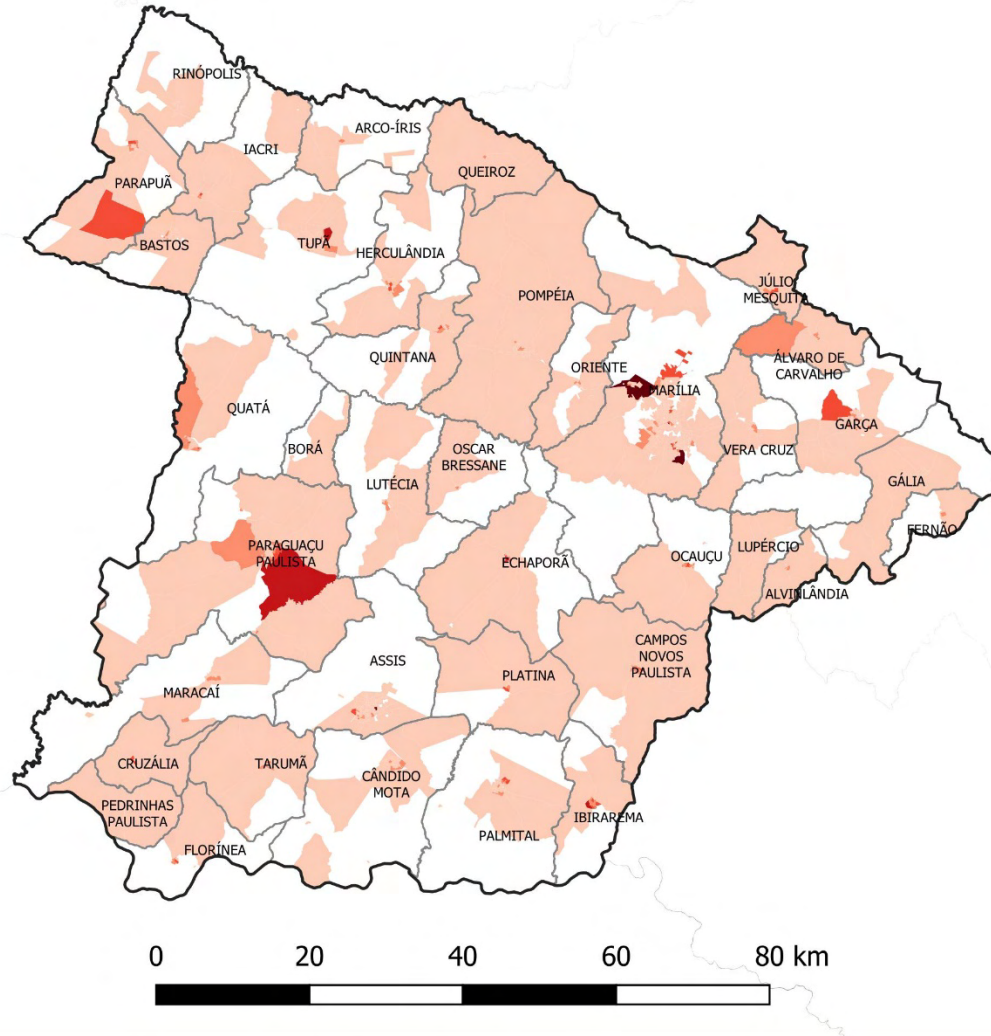 RINÓPOLIS
ARCO-ÍRIS
IACRI
QUEIROZ
PARAPUÃ
BASTOS
TUPÃ
HERCULÂNDIA
JÚLIO
MESQUITA
POMPÉIA
QUINTANA
ORIENTE
ÁLVARO DE
CARVALHO
MARÍLIA
QUATÁ
GARÇA
BORÁ
OSCAR
BRESSANE
VERA CRUZ
LUTÉCIA
GÁLIA
FERNÃO
PARAGUAÇU
PAULISTA
ECHAPORÃ
OCAUÇU
LUPÉRCIO
ALVINLÂNDIA
CAMPOS
NOVOS
PAULISTA
ASSIS
PLATINA
MARACAÍ
CRUZÁLIA
TARUMÃ
CÂNDIDO
MOTA
PEDRINHAS
PAULISTA
IBIRAREMA
PALMITAL
FLORÍNEA
0 20 40 60 80 km